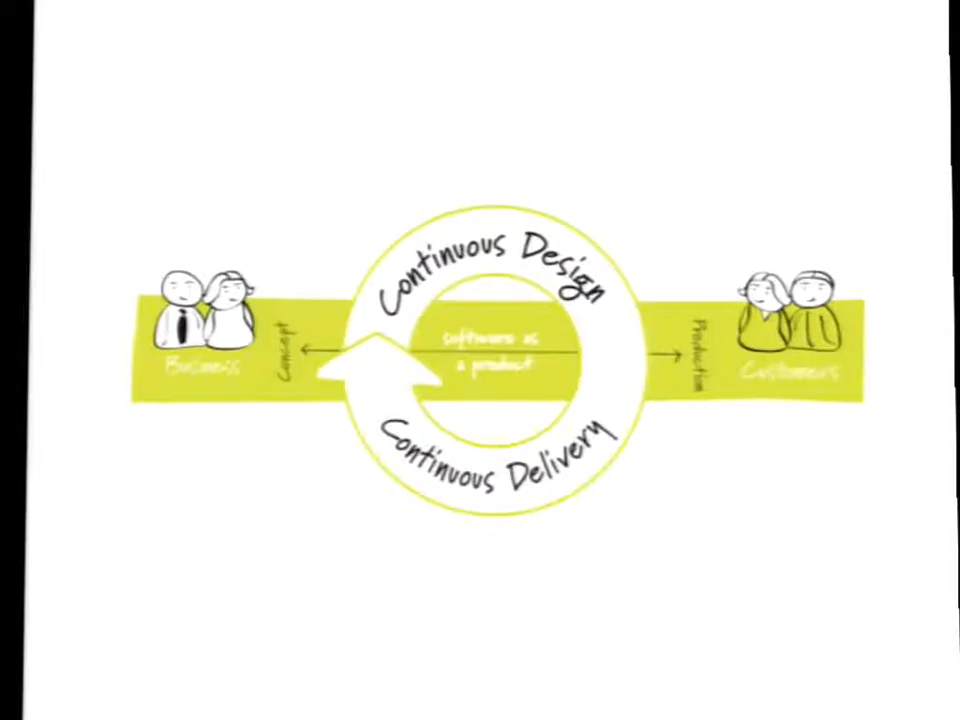 Continuous Design
software as
a product
Business
Concept
Production
Customers
Continuous Delivery